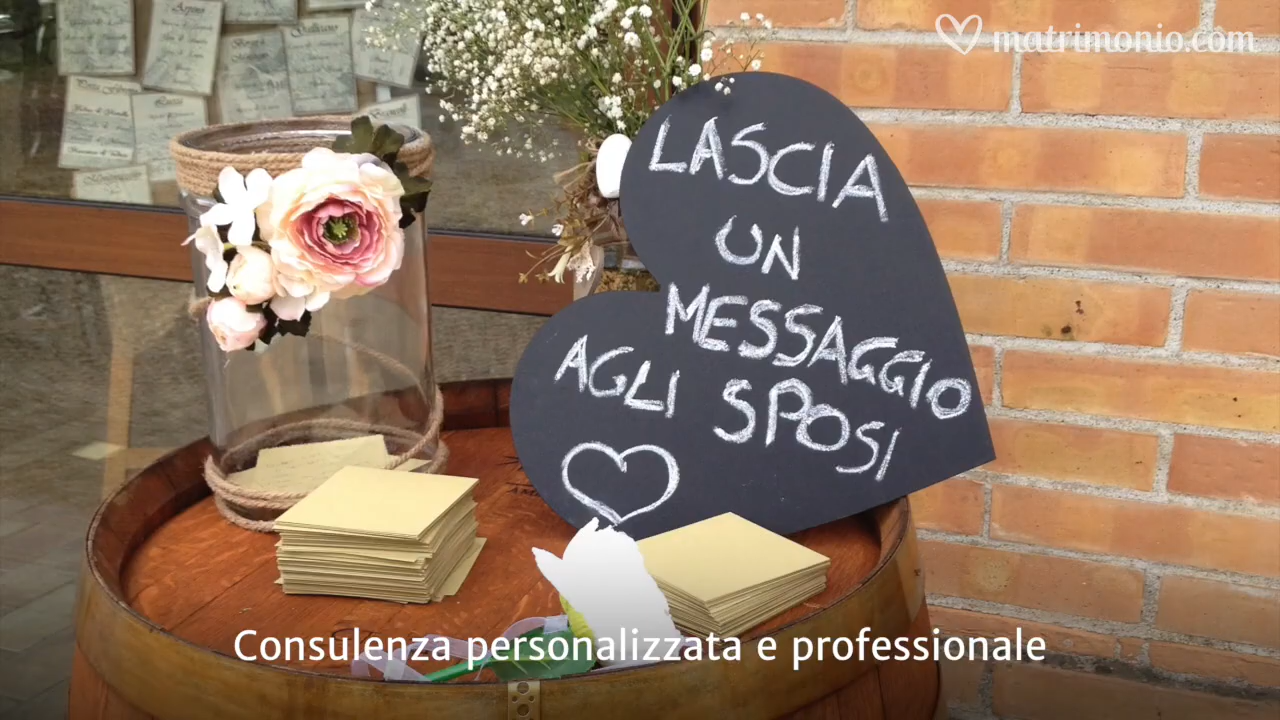 matrimonio.com
LASCIA
UN
MESSAGGIO
AGLI SPOSI
Consulenza personalizzata e professionale